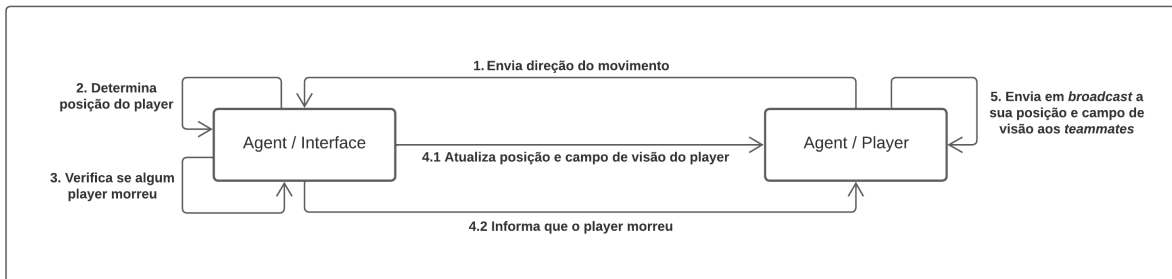 1. Envia direção do movimento
2. Determina
posição do player
5. Envia em broadcast a
sua posição e campo de
visão aos teammates
Agent / Interface
Agent / Player
4.1 Atualiza posição e campo de visão do player
3. Verifica se algum
player morreu
4.2 Informa que o player morreu